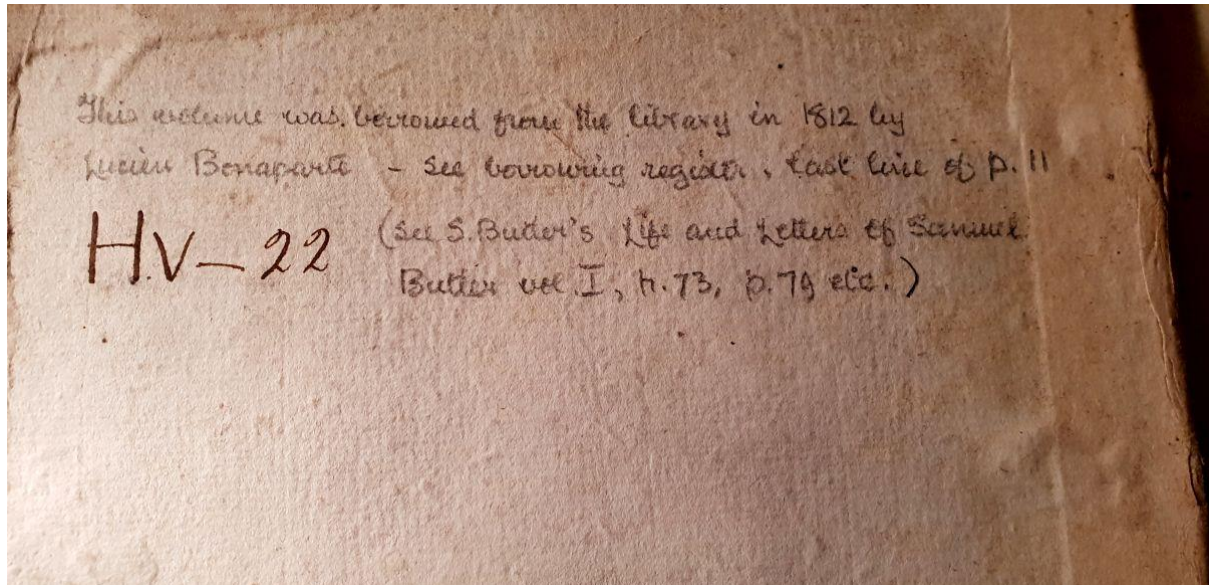 This volume was borrowed from the library in 1812 by
Lucien Bonaparte - See borrowing register, last line of p. 11
H.V-22
(See S. Butler's Life and Letters of Samuel
Butler vol. I, p. 73, p. 79 etc.)